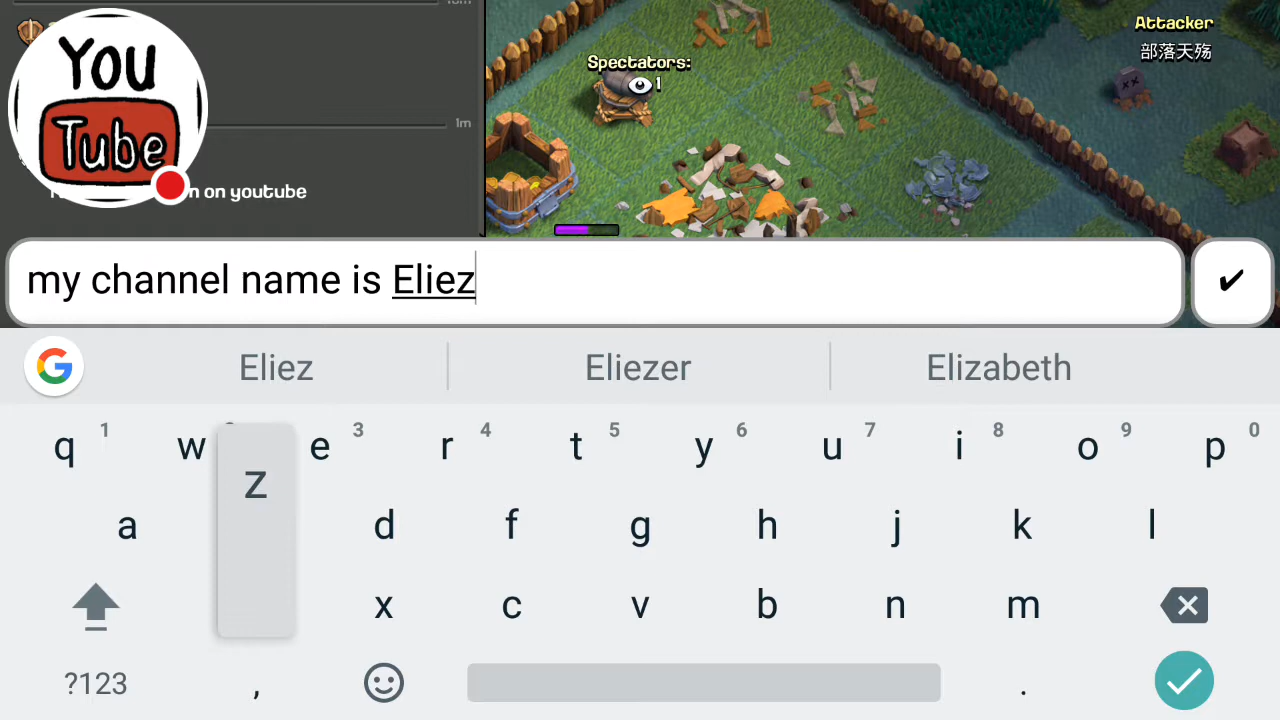 You
Tube
1m
n on youtube
Spectators:
1
Attacker
部落天殇
my channel name is Eliez
✔
G
Eliez Eliezer Elizabeth
q 1 w e 3 r 4 t 5 y 6 u 7 i 8 o 9 p 0
a z d f g h j k l
x c v b n m
?123 , .